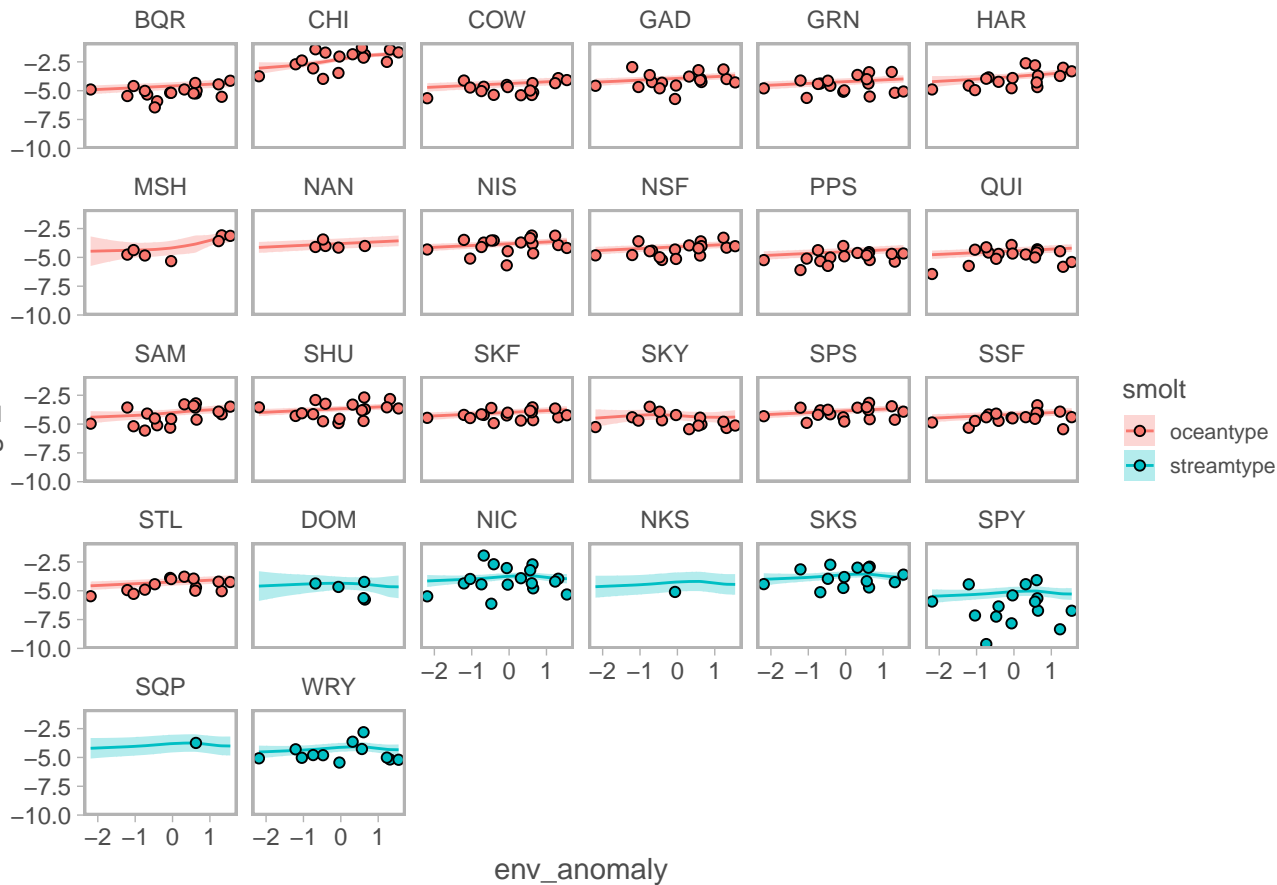 BQR CHI COW GAD GRN HAR
−2.5
−5.0
−7.5
−10.0
MSH NAN NIS NSF PPS QUI
−2.5
−5.0
−7.5
−10.0
SAM SHU SKF SKY SPS SSF
−2.5
−5.0
−7.5
−10.0
smolt
oceantype
streamtype
STL DOM NIC NKS SKS SPY
−2.5
−5.0
−7.5
−10.0
−2 −1 0 1 −2 −1 0 1 −2 −1 0 1 −2 −1 0 1
SQP WRY
−2.5
−5.0
−7.5
−10.0
−2 −1 0 1 −2 −1 0 1
env_anomaly